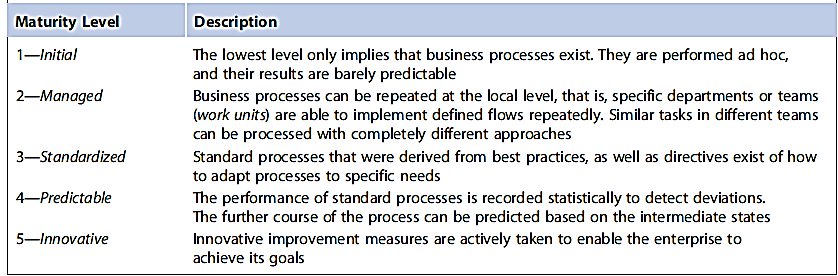 Maturity Level Description
1—Initial The lowest level only implies that business processes exist. They are performed ad hoc,
and their results are barely predictable
2—Managed Business processes can be repeated at the local level, that is, specific departments or teams
(work units) are able to implement defined flows repeatedly. Similar tasks in different teams
can be processed with completely different approaches
3—Standardized Standard processes that were derived from best practices, as well as directives exist of how
to adapt processes to specific needs
4—Predictable The performance of standard processes is recorded statistically to detect deviations.
The further course of the process can be predicted based on the intermediate states
5—Innovative Innovative improvement measures are actively taken to enable the enterprise to
achieve its goals